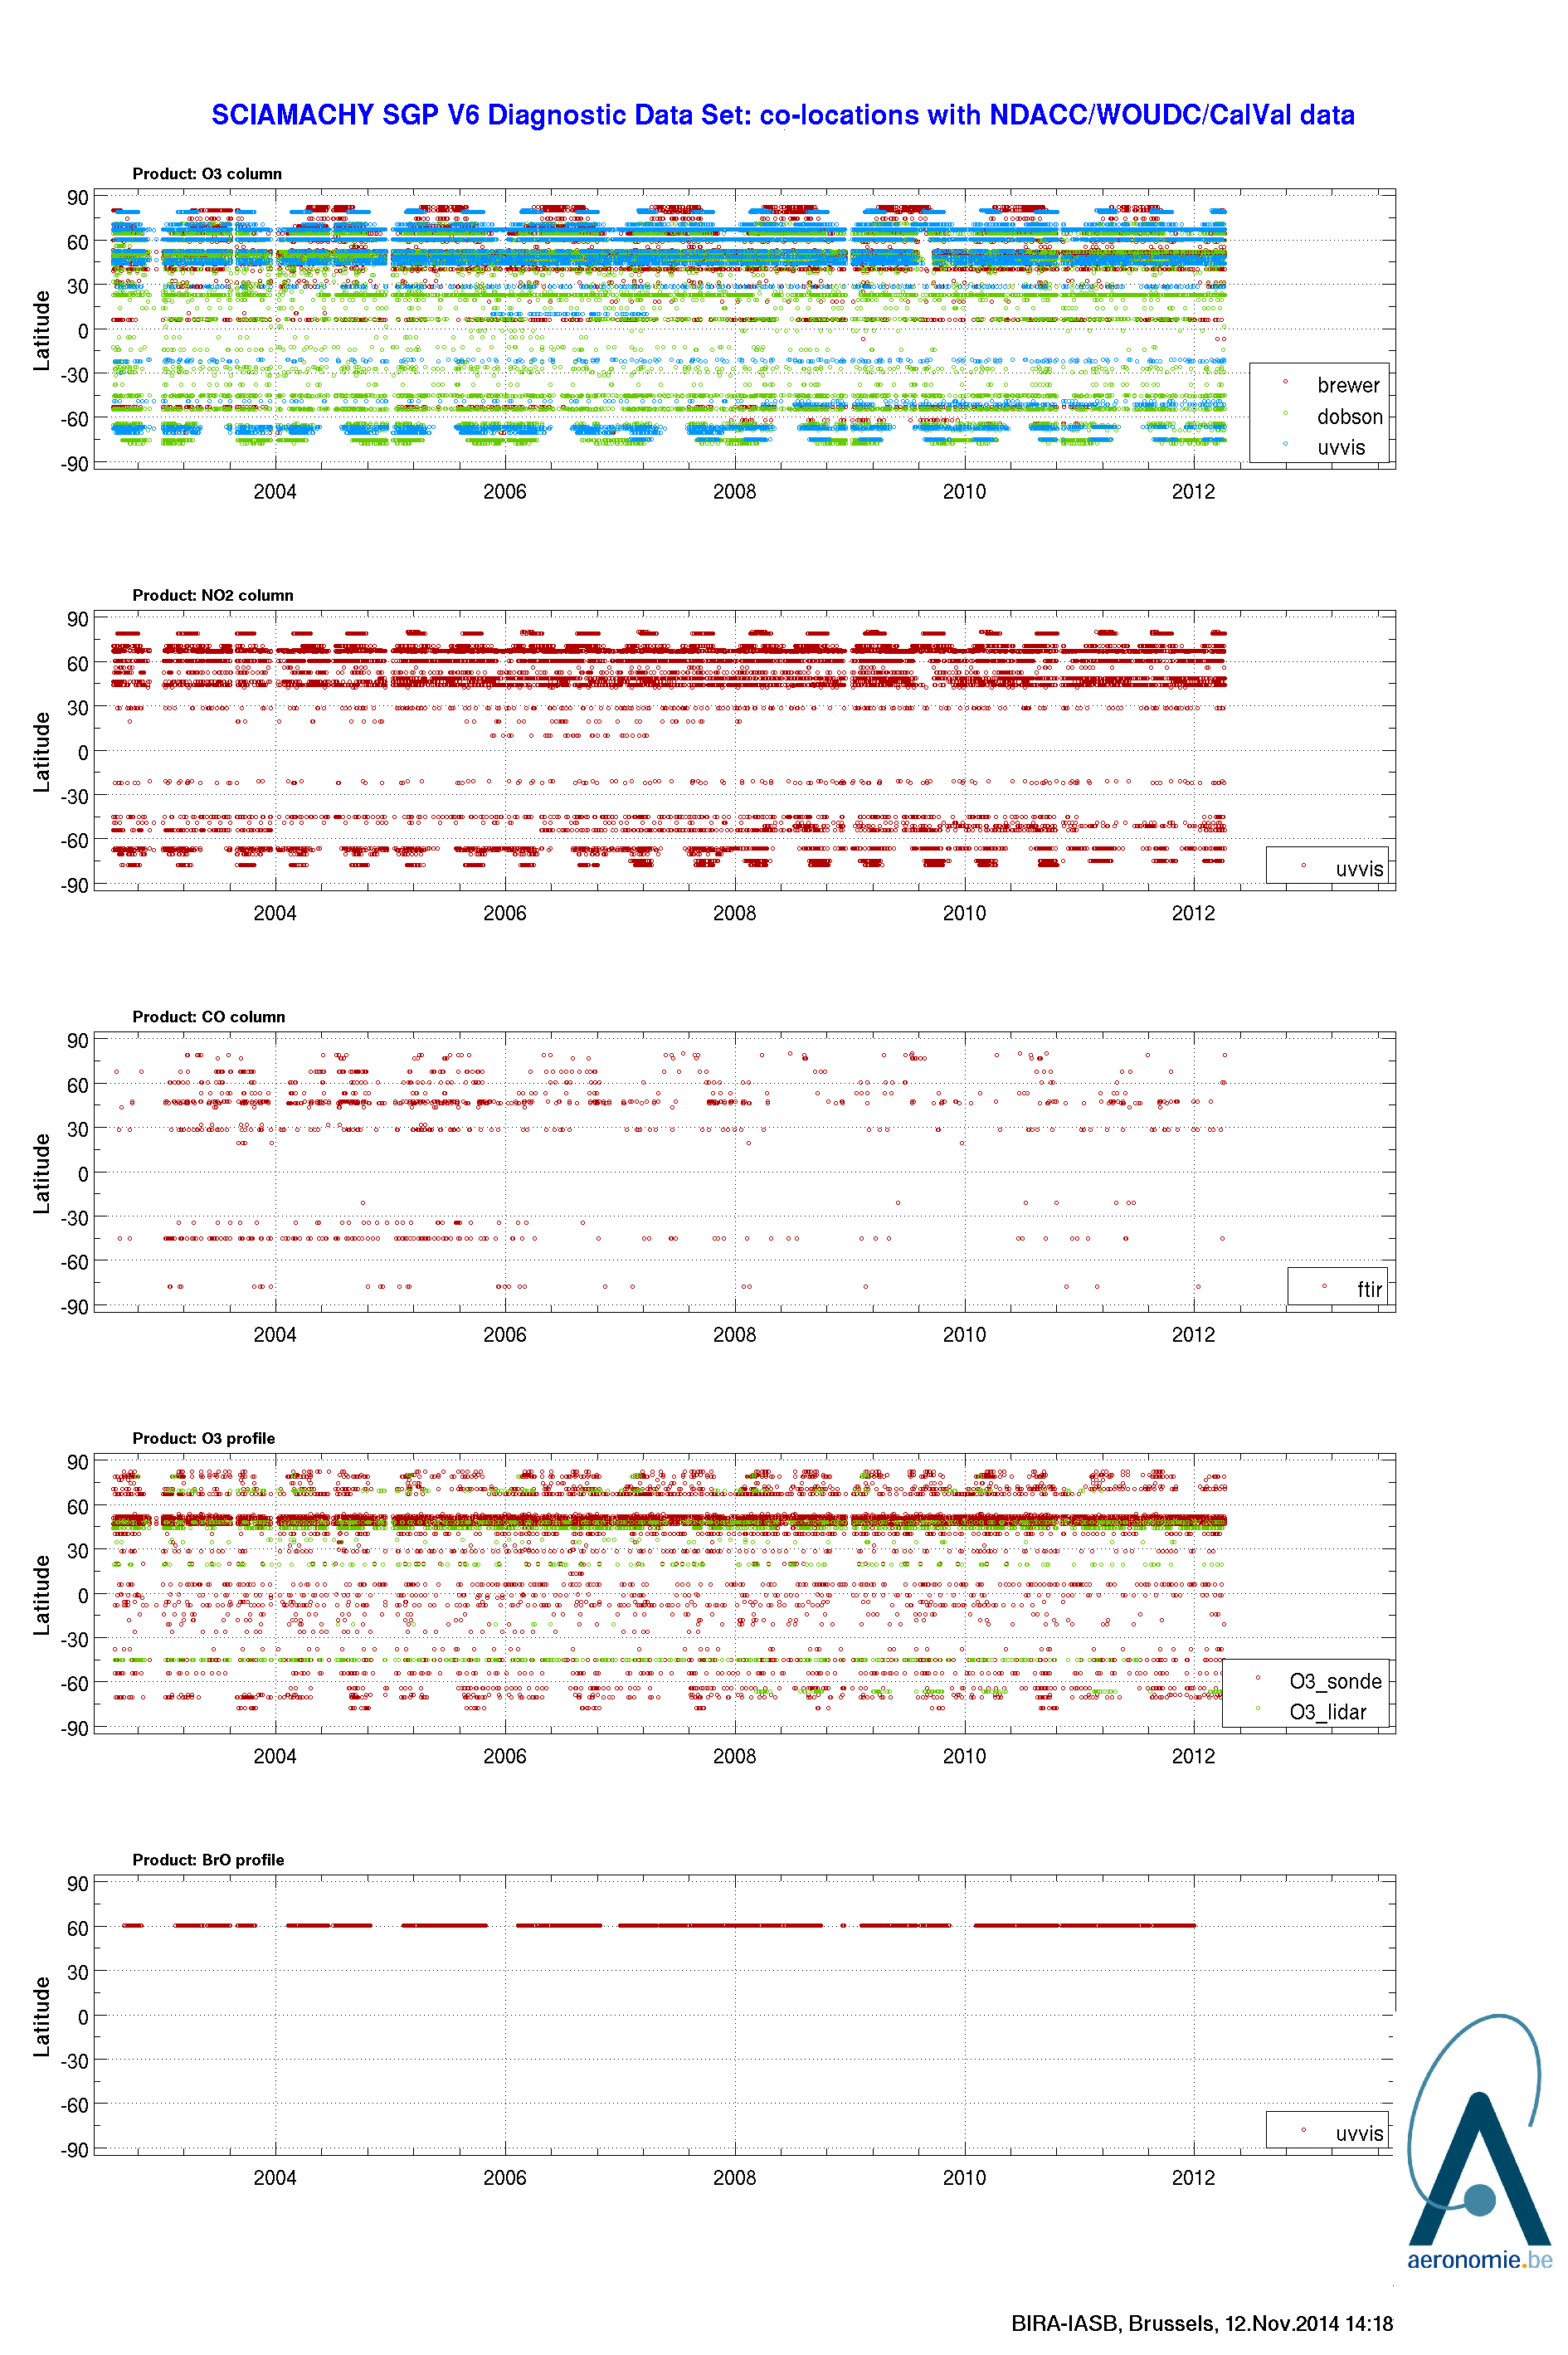 SCIAMACHY SGP V6 Diagnostic Data Set: co-locations with NDACC/WOUDC/CalVal data
Product: O3 column
90
60
30
0
-30
-60
-90
Latitude
brewer
dobson
uvvis
2004 2006 2008 2010 2012
Product: NO2 column
90
60
30
0
-30
-60
-90
Latitude
uvvis
2004 2006 2008 2010 2012
Product: CO column
90
60
30
0
-30
-60
-90
Latitude
ftir
2004 2006 2008 2010 2012
Product: O3 profile
90
60
30
0
-30
-60
-90
Latitude
O3_sonde
O3_lidar
2004 2006 2008 2010 2012
Product: BrO profile
90
60
30
0
-30
-60
-90
Latitude
uvvis
2004 2006 2008 2010 2012
aeronomie.be
BIRA-IASB, Brussels, 12.Nov.2014 14:18